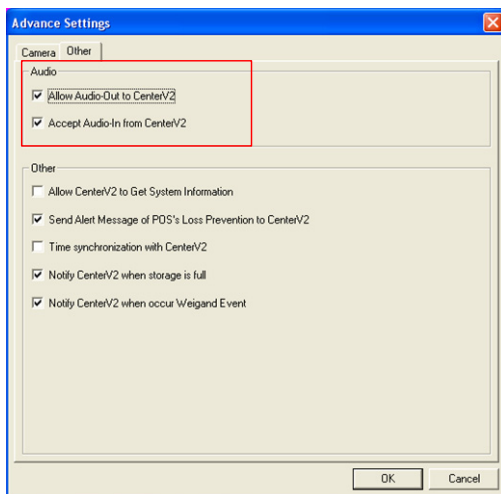 Advance Settings
Camera
Other
Audio
Allow Audio-Out to CenterV2
Accept Audio-In from CenterV2
Other
Allow CenterV2 to Get System Information
Send Alert Message of POS's Loss Prevention to CenterV2
Time synchronization with CenterV2
Notify CenterV2 when storage is full
Notify CenterV2 when occur Weigand Event
OK
Cancel